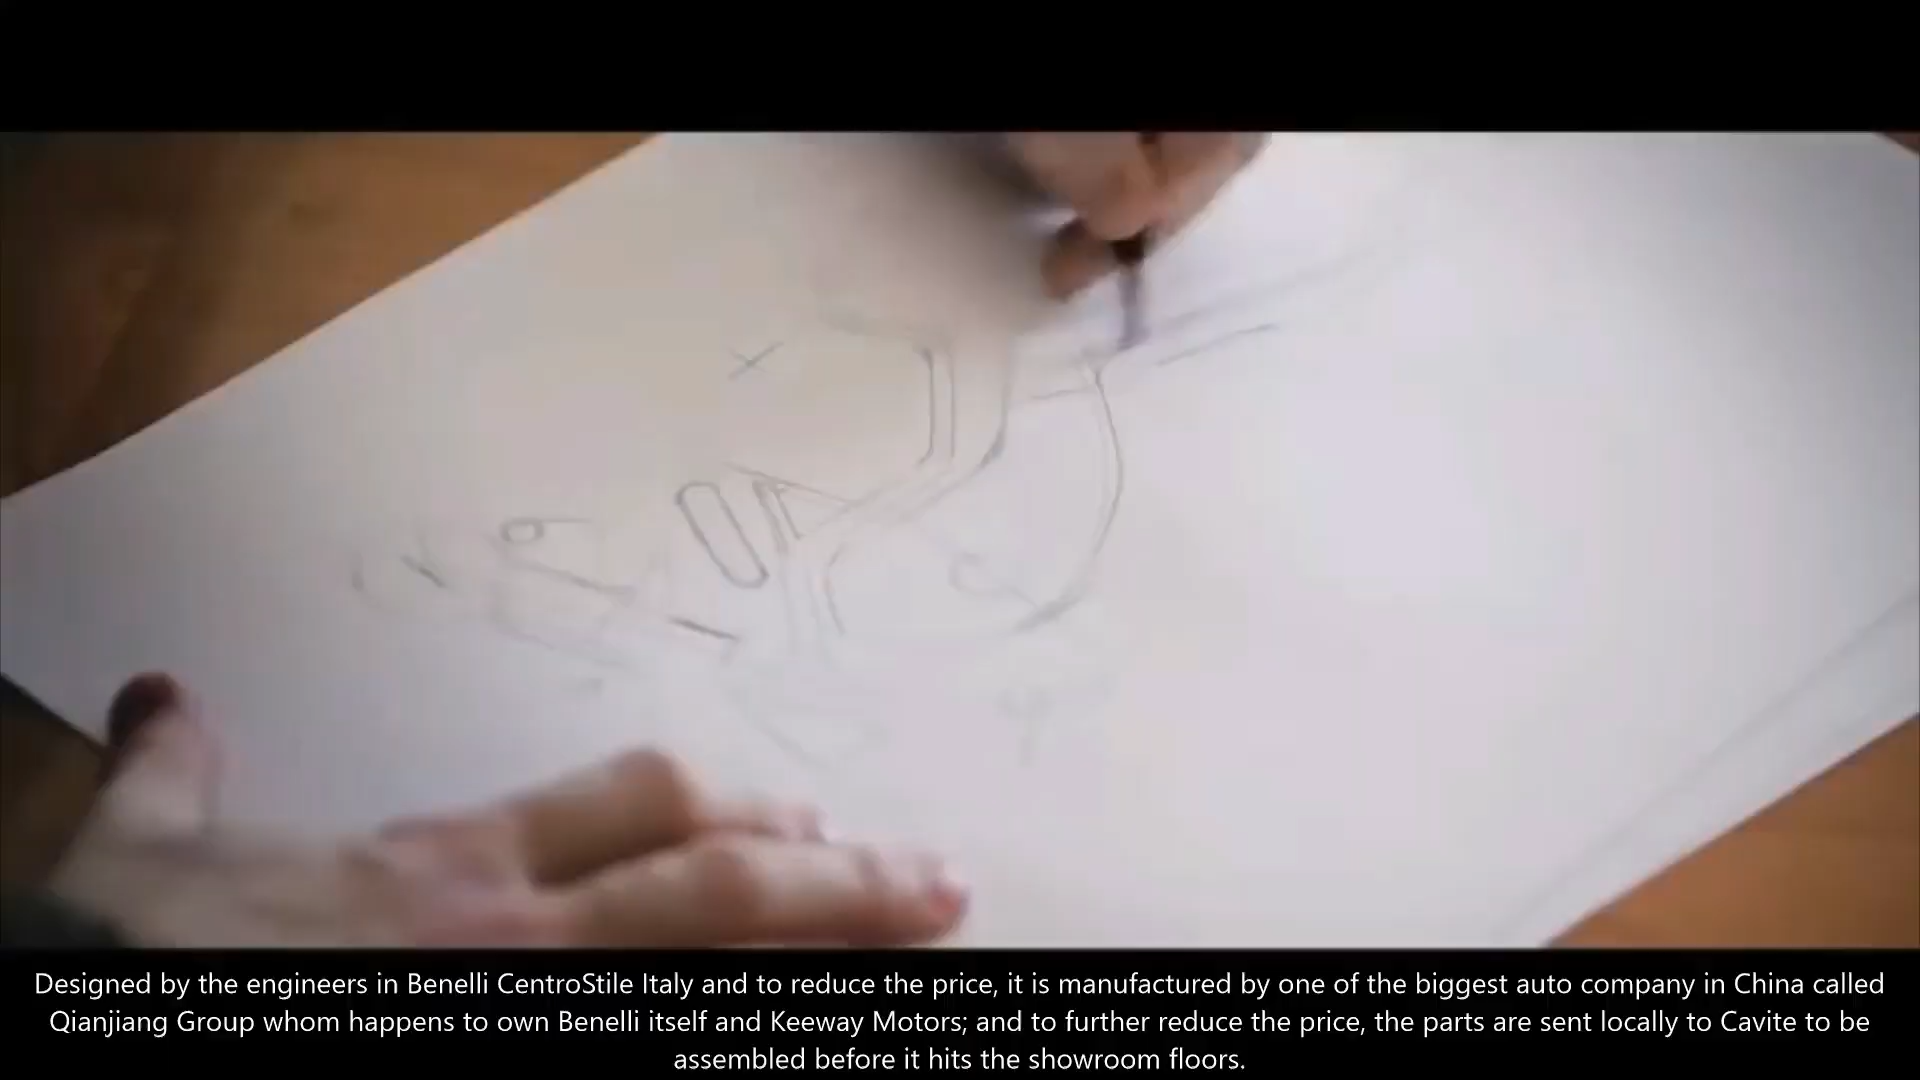 Designed by the engineers in Benelli CentroStile Italy and to reduce the price, it is manufactured by one of the biggest auto company in China called
Qianjiang Group whom happens to own Benelli itself and Keeway Motors; and to further reduce the price, the parts are sent locally to Cavite to be
assembled before it hits the showroom floors.